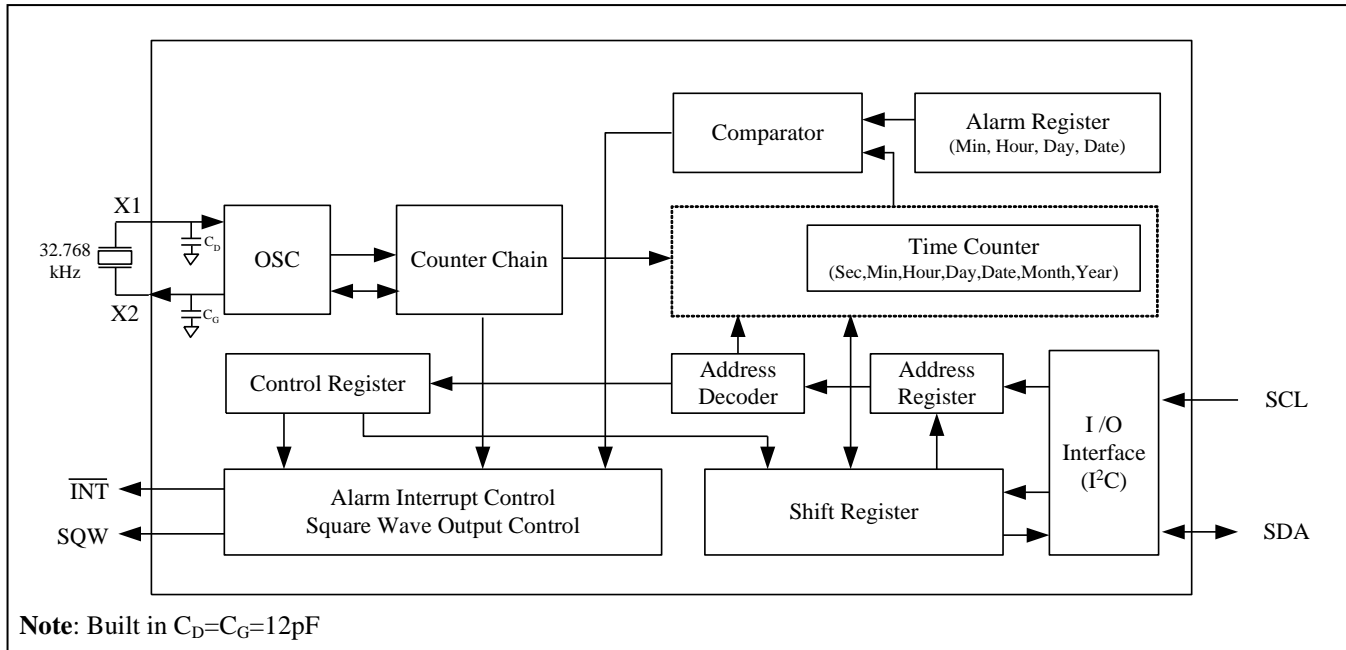 Comparator
Alarm Register
(Min, Hour, Day, Date)
X1
32.768
kHz
C_D
OSC
Counter Chain
Time Counter
(Sec,Min,Hour,Day,Date,Month,Year)
X2
C_G
Control Register
Address
Decoder
Address
Register
I /O
Interface
(I²C)
SCL
INT
SQW
Alarm Interrupt Control
Square Wave Output Control
Shift Register
SDA
Note: Built in C_D=C_G=12pF